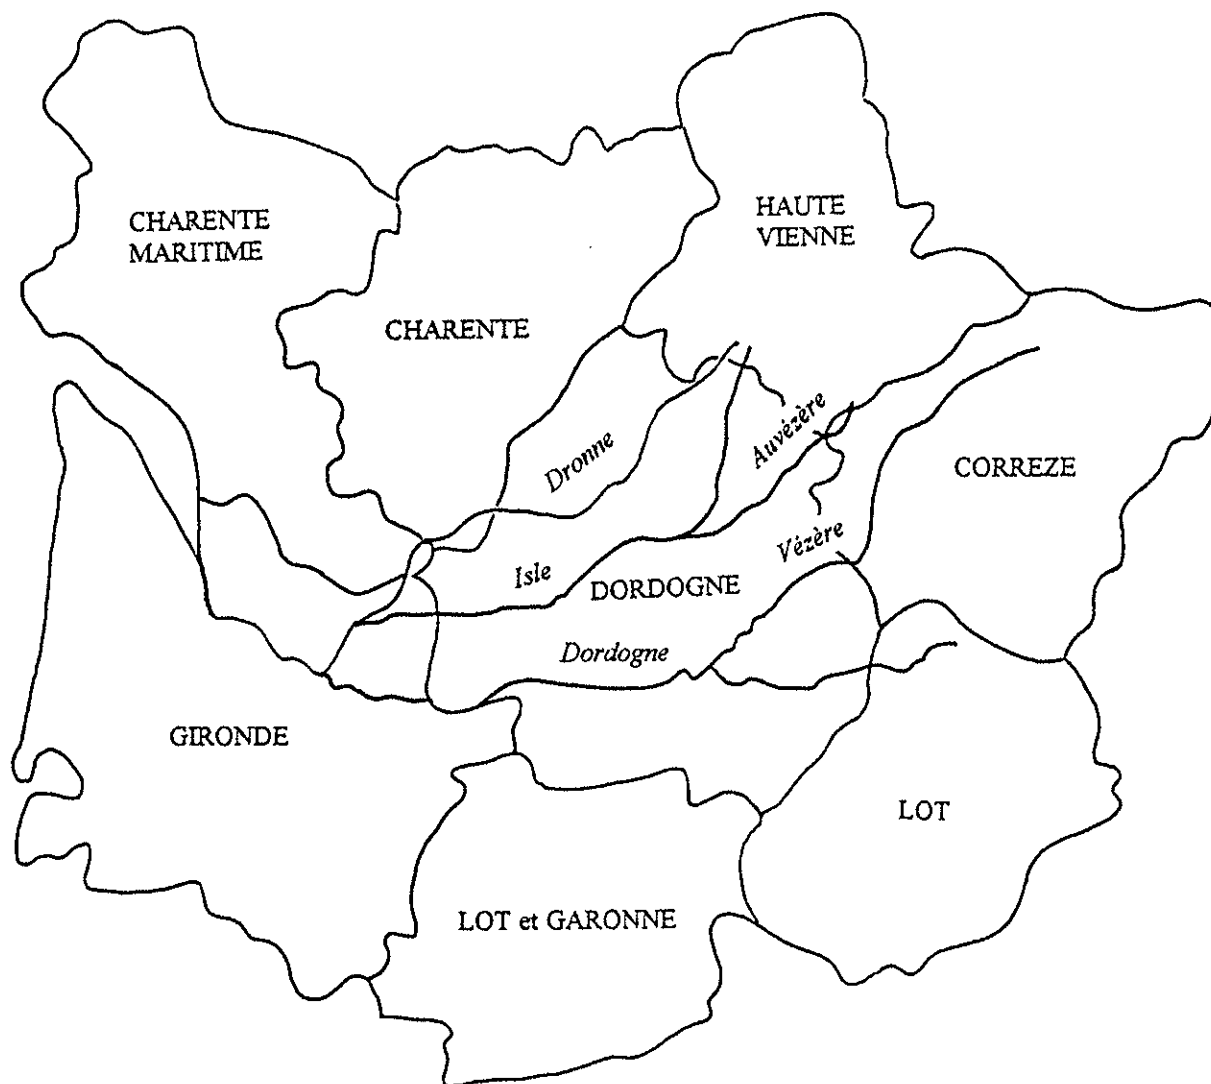 CHARENTE
MARITIME
HAUTE
VIENNE
CHARENTE
Dronne
Auvézère
CORREZE
Vézère
Isle
DORDOGNE
Dordogne
GIRONDE
LOT
LOT et GARONNE